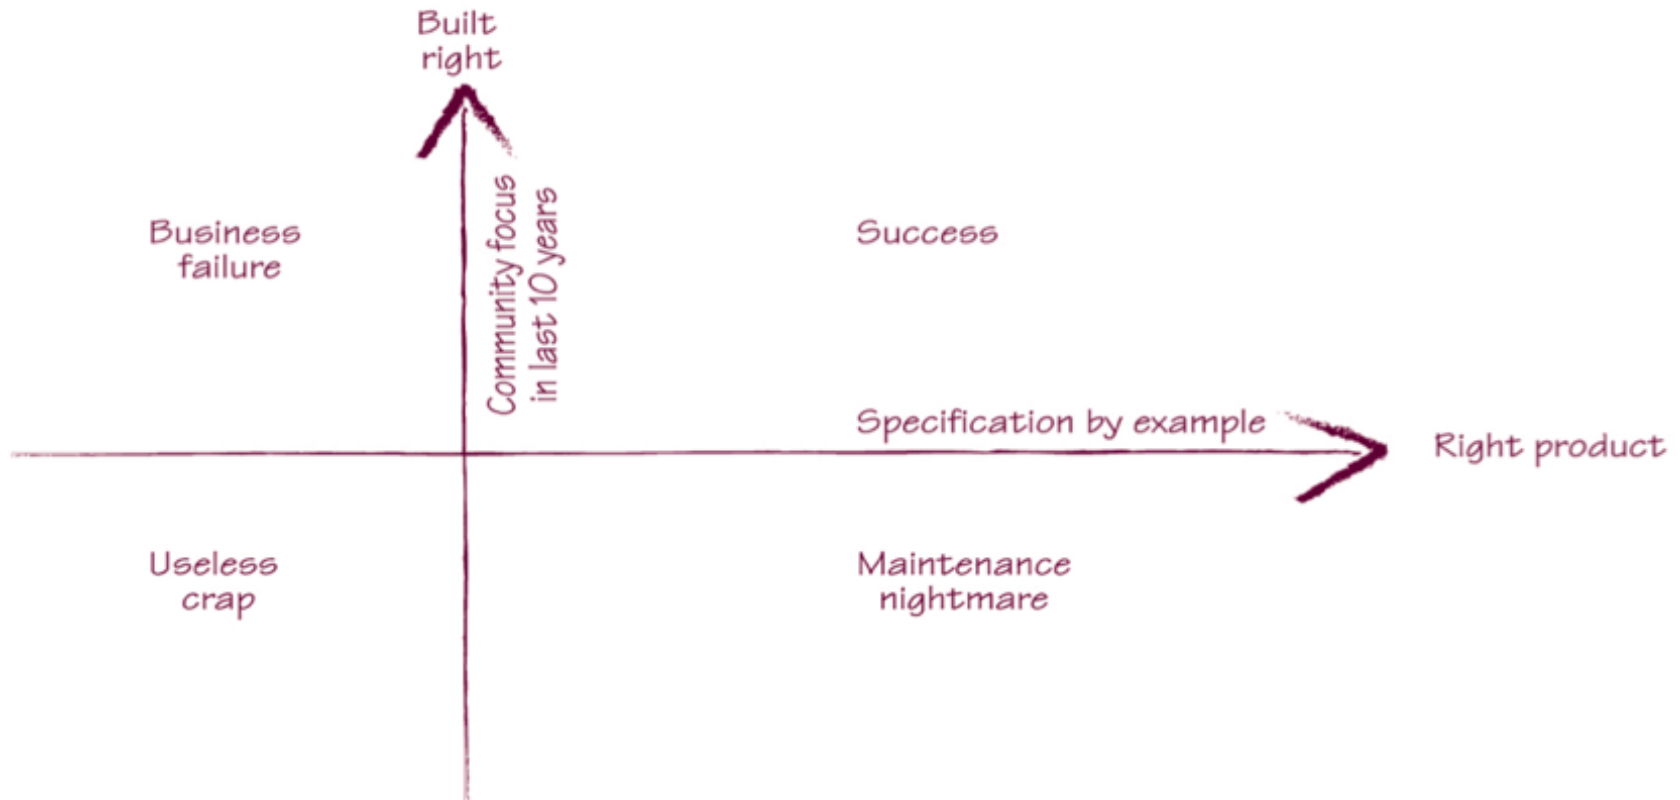 Built
right
Community focus
in last 10 years
Business
failure
Success
Specification by example
Right product
Useless
crap
Maintenance
nightmare